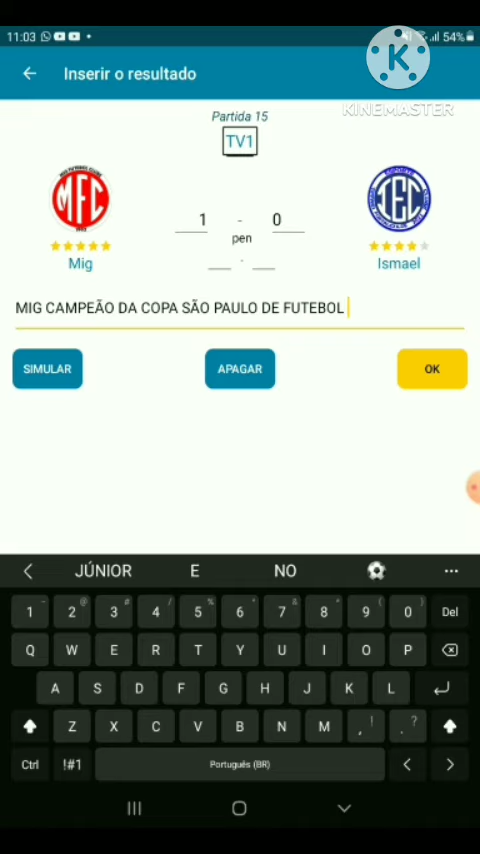 11:03
54%
Inserir o resultado
K
KINEMASTER
Partida 15
TV1
MFC
IEC
1 - 0
pen
Mig
Ismael
MIG CAMPEÃO DA COPA SÃO PAULO DE FUTEBOL
SIMULAR APAGAR OK
JÚNIOR E NO
1 2 3 4 5 6 7 8 9 0 Del
Q W E R T Y U I O P
A S D F G H J K L
Z X C V B N M , ! . ?
Ctrl !#1 Português (BR) < >